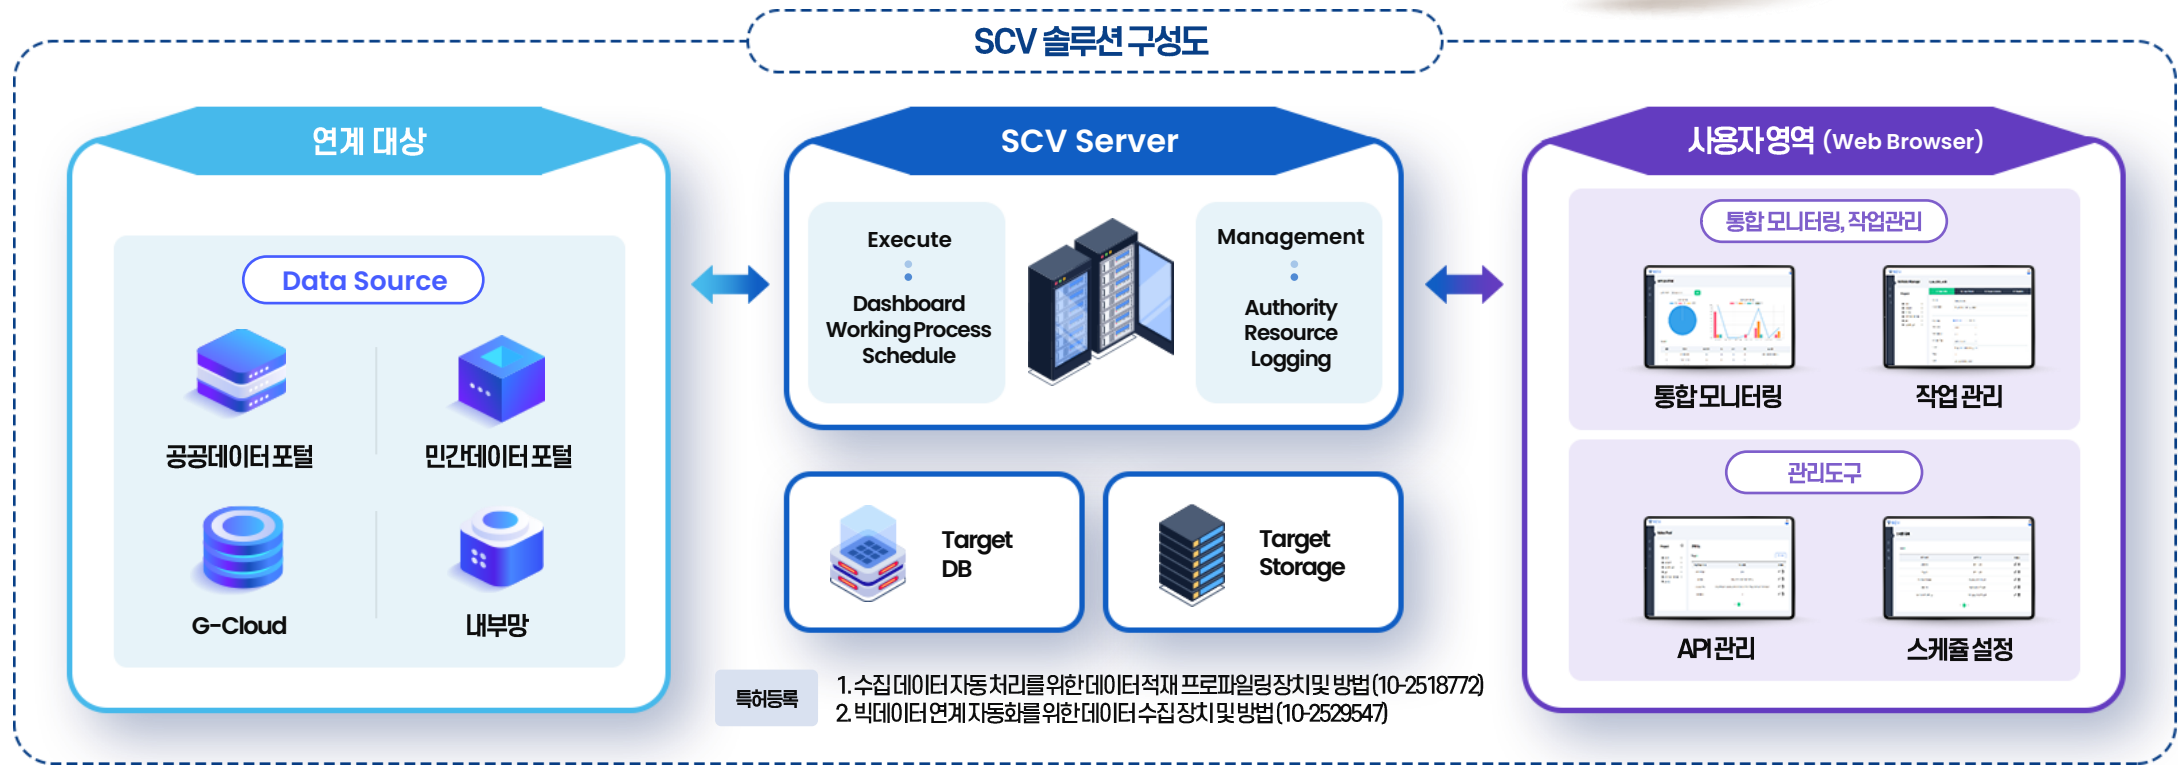 SCV 솔루션 구성도
연계 대상
Data Source
공공데이터 포털
민간데이터 포털
G-Cloud
내부망
SCV Server
Execute
Dashboard
Working Process
Schedule
Management
Authority
Resource
Logging
Target
DB
Target
Storage
특허등록
1. 수집 데이터 자동 처리를 위한 데이터 적재 프로파일링 장치 및 방법 (10-2518772)
2. 빅데이터 연계 자동화를 위한 데이터 수집 장치 및 방법 (10-2529547)
사용자 영역 (Web Browser)
통합 모니터링, 작업관리
통합 모니터링
작업 관리
관리도구
API 관리
스케쥴 설정